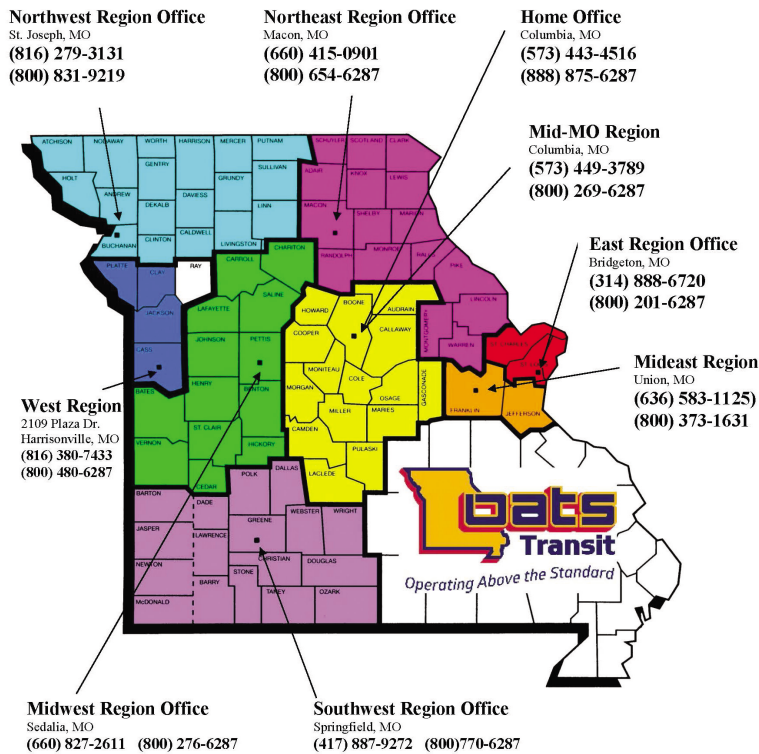 Northwest Region Office
St. Joseph, MO
(816) 279-3131
(800) 831-9219
Northeast Region Office
Macon, MO
(660) 415-0901
(800) 654-6287
Home Office
Columbia, MO
(573) 443-4516
(888) 875-6287
Mid-MO Region
Columbia, MO
(573) 449-3789
(800) 269-6287
East Region Office
Bridgeton, MO
(314) 888-6720
(800) 201-6287
Mideast Region
Union, MO
(636) 583-1125)
(800) 373-1631
West Region
2109 Plaza Dr.
Harrisonville, MO
(816) 380-7433
(800) 480-6287
ATCHISON
NODAWAY
WORTH
HARRISON
MERCER
PUTNAM
HOLT
GENTRY
SULLIVAN
GRUNDY
ANDREW
DAVIESS
DEKALB
LINN
BUCHANAN
CLINTON
CALDWELL
LIVINGSTON
SCHUYLER
SCOTLAND
CLARK
ADAIR
KNOX
LEWIS
MACON
SHELBY
MARION
RANDOLPH
MONROE
RALLS
PIKE
LINCOLN
MONTGOMERY
WARREN
PLATTE
CLAY
RAY
JACKSON
CASS
CARROLL
CHARITON
SALINE
LAFAYETTE
JOHNSON
PETTIS
BATES
HENRY
BENTON
VERNON
ST CLAIR
HICKORY
CEDAR
HOWARD
BOONE
AUDRAIN
COOPER
CALLAWAY
MONITEAU
COLE
MORGAN
OSAGE
GASCONADE
MILLER
MARIES
CAMDEN
PULASKI
LACLEDE
ST CHARLES
FRANKLIN
JEFFERSON
BARTON
DADE
POLK
DALLAS
JASPER
LAWRENCE
GREENE
WEBSTER
WRIGHT
NEWTON
CHRISTIAN
DOUGLAS
McDONALD
BARRY
STONE
TANEY
OZARK
oats
Transit
Operating Above the Standard
Midwest Region Office
Sedalia, MO
(660) 827-2611 (800) 276-6287
Southwest Region Office
Springfield, MO
(417) 887-9272 (800)770-6287